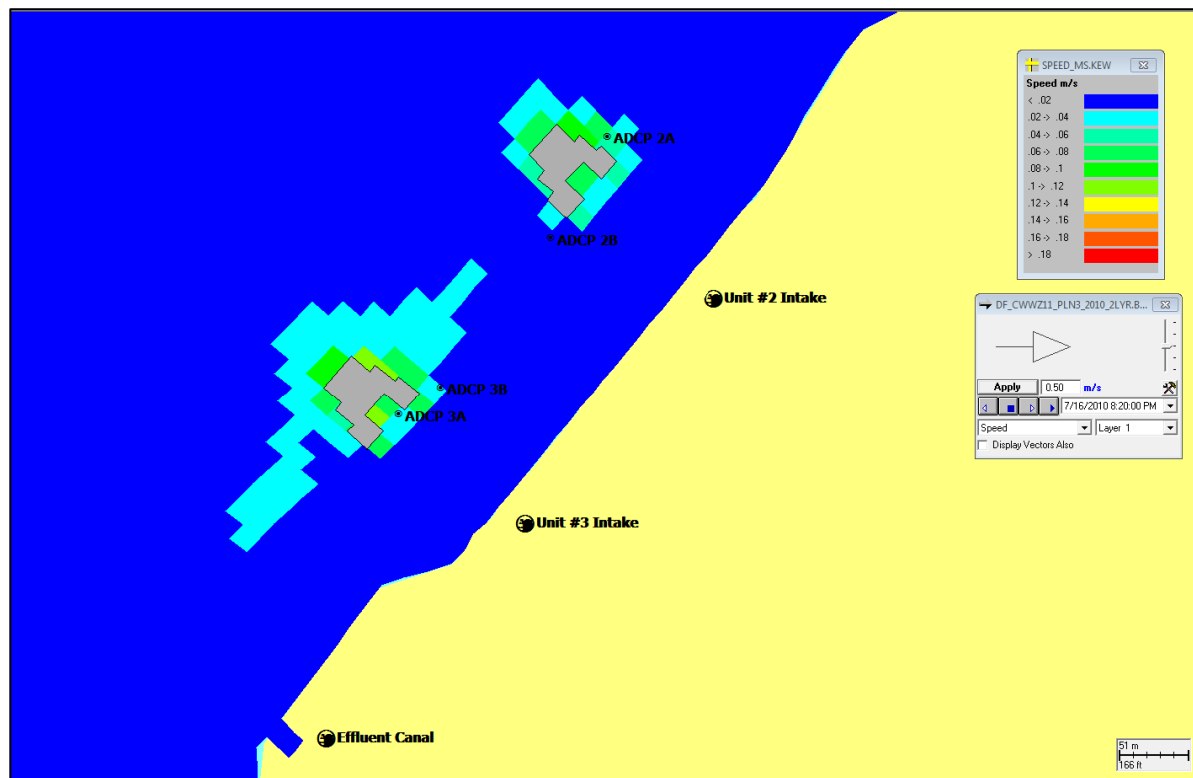 SPEED_MS.KEW
Speed m/s
< .02
.02 -> .04
.04 -> .06
.06 -> .08
.08 -> .1
.1 -> .12
.12 -> .14
.14 -> .16
.16 -> .18
> .18
ADCP 2A
ADCP 2B
Unit #2 Intake
DF_CWWZ11_PLN3_2010_2LYR.B...
Apply 0.50 m/s
7/16/2010 8:20:00 PM
Speed Layer 1
Display Vectors Also
ADCP 3B
ADCP 3A
Unit #3 Intake
Effluent Canal
51 m
166 ft